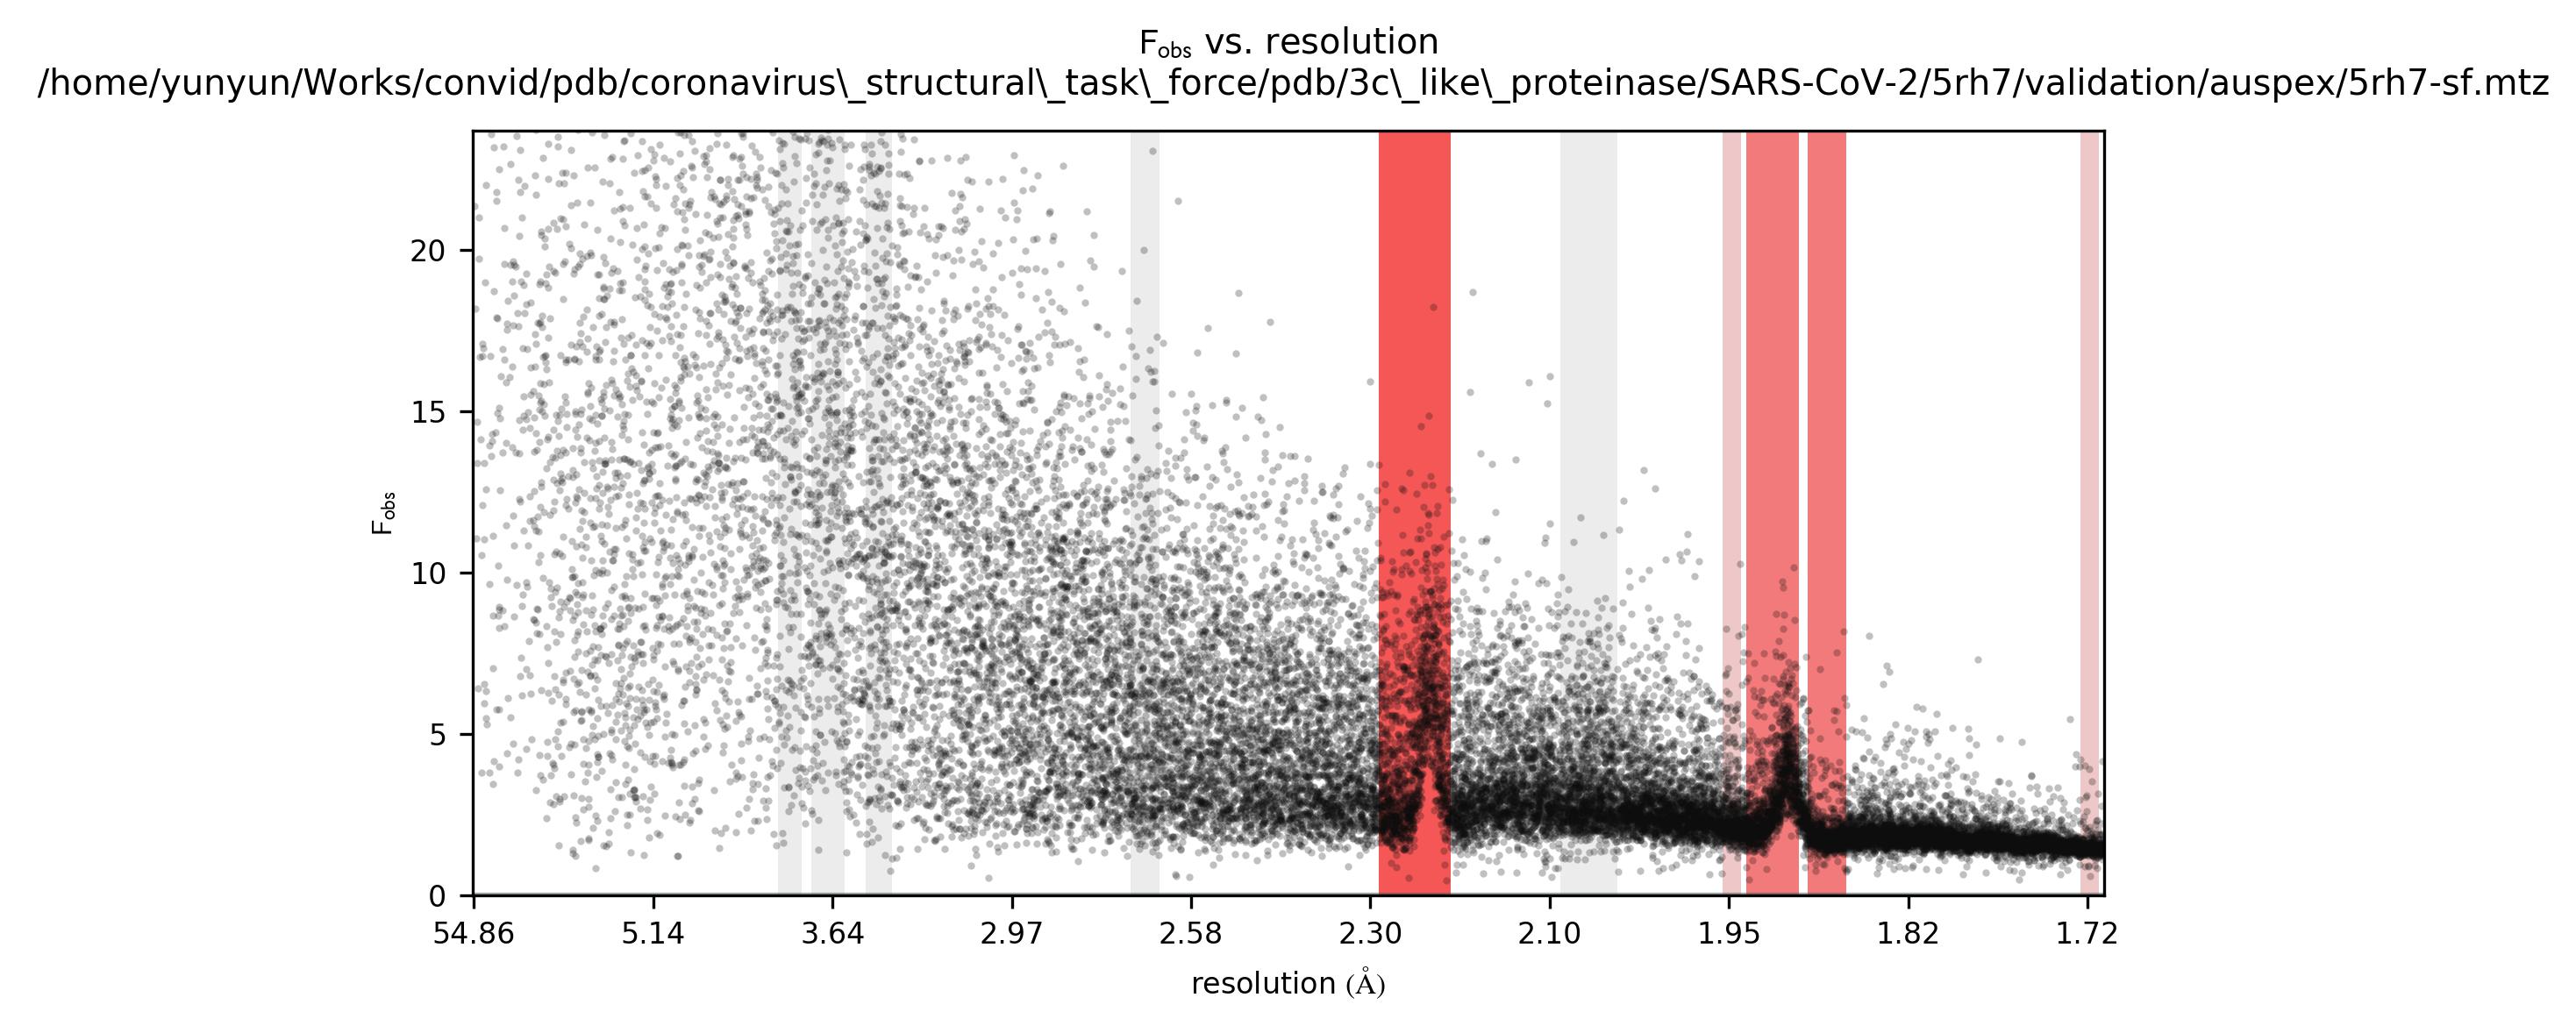 Fobs vs. resolution
/home/yunyun/Works/convid/pdb/coronavirus\_structural\_task\_force/pdb/3c\_like\_proteinase/SARS-CoV-2/5rh7/validation/auspex/5rh7-sf.mtz
20
15
10
5
0
Fobs
54.86 5.14 3.64 2.97 2.58 2.30 2.10 1.95 1.82 1.72
resolution (Å)